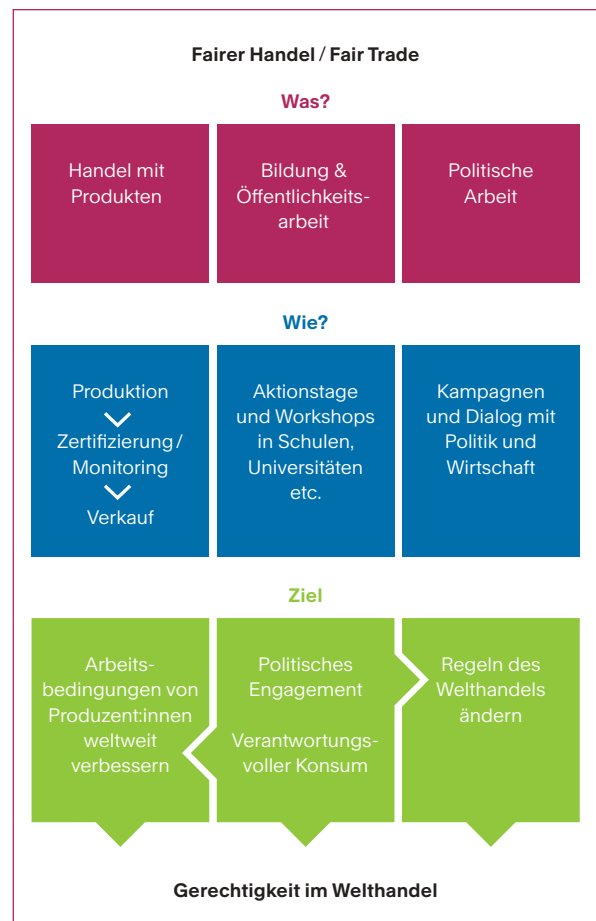 Fairer Handel / Fair Trade
Was?
Handel mit
Produkten
Bildung &
Öffentlichkeits-
arbeit
Politische
Arbeit
Wie?
Produktion
Zertifizierung /
Monitoring
Verkauf
Aktionstage
und Workshops
in Schulen,
Universitäten
etc.
Kampagnen
und Dialog mit
Politik und
Wirtschaft
Ziel
Arbeits-
bedingungen von
Produzent:innen
weltweit
verbessern
Politisches
Engagement
Verantwortungs-
voller Konsum
Regeln des
Welthandels
ändern
Gerechtigkeit im Welthandel